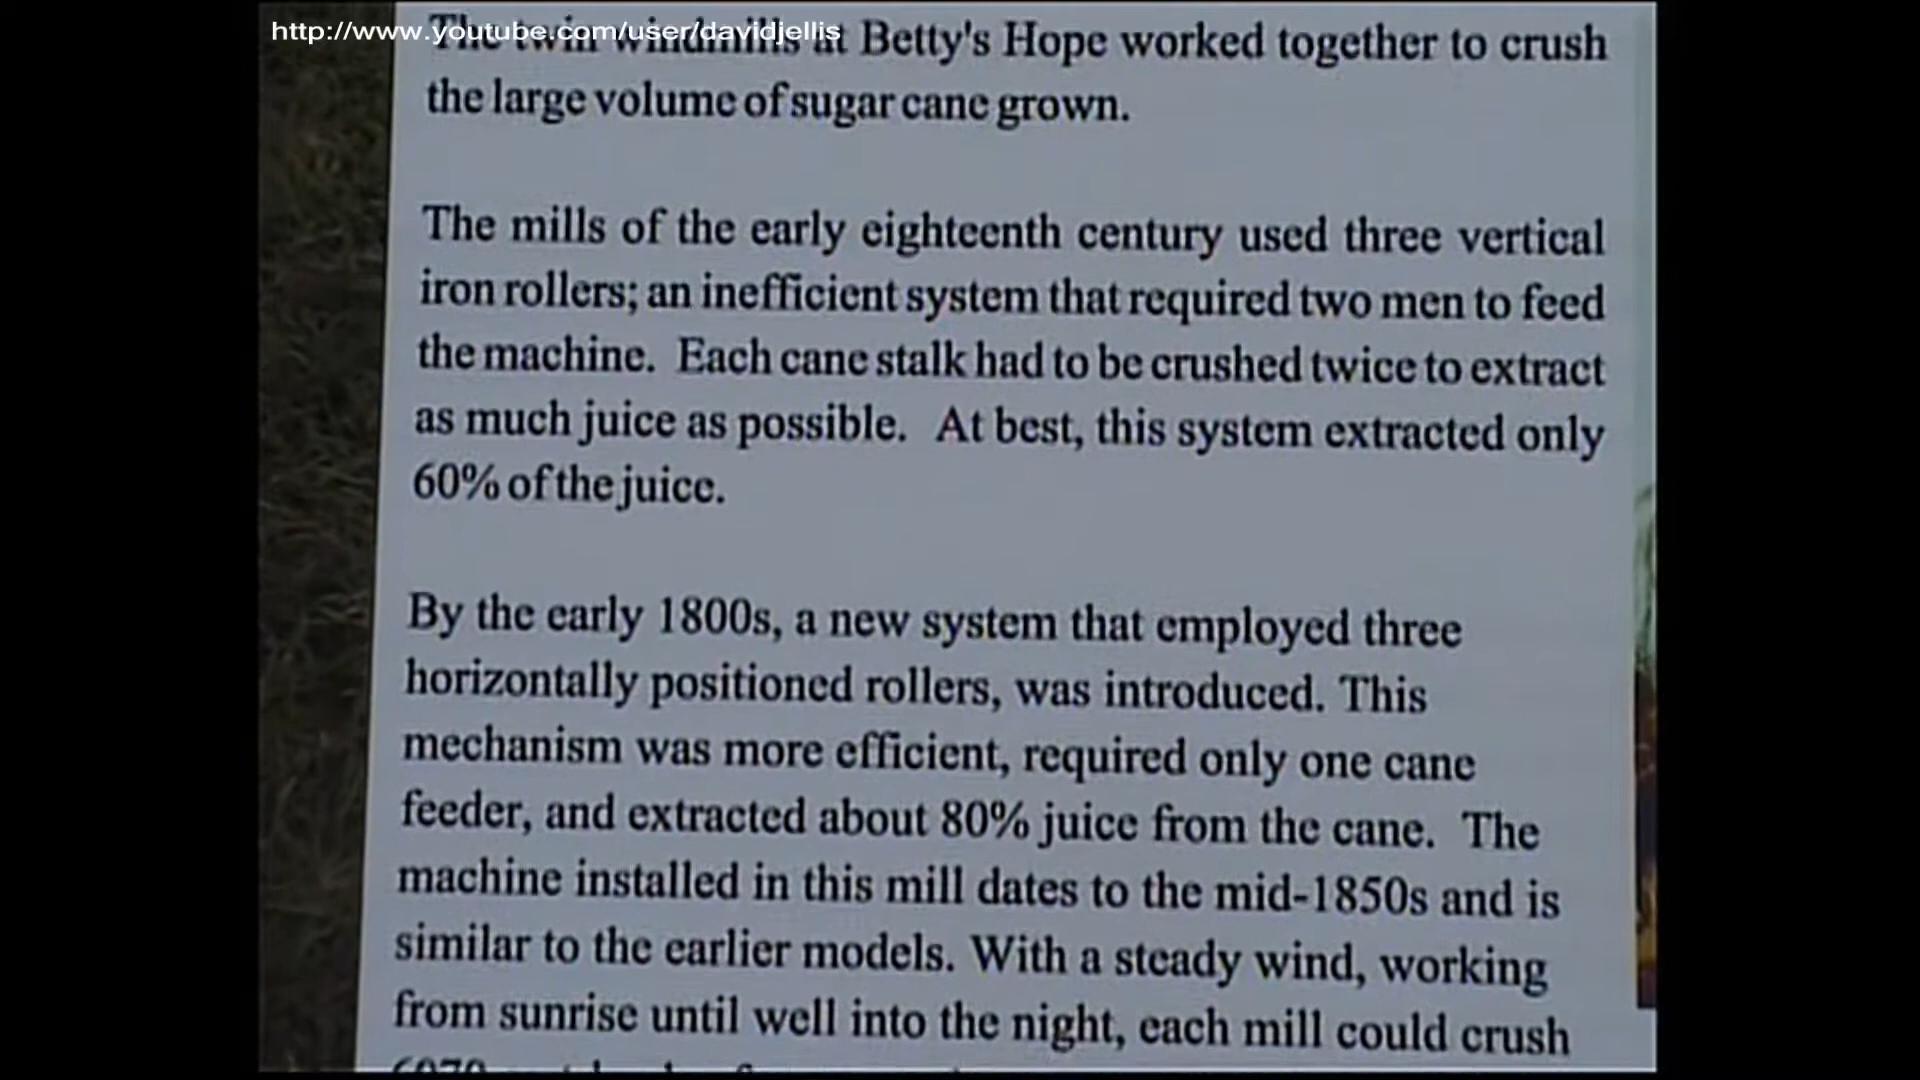 http://www.youtube.com/user/davidjellis
The twin windmills at Betty's Hope worked together to crush
the large volume of sugar cane grown.
The mills of the early eighteenth century used three vertical
iron rollers; an inefficient system that required two men to feed
the machine. Each cane stalk had to be crushed twice to extract
as much juice as possible. At best, this system extracted only
60% of the juice.
By the early 1800s, a new system that employed three
horizontally positioned rollers, was introduced. This
mechanism was more efficient, required only one cane
feeder, and extracted about 80% juice from the cane. The
machine installed in this mill dates to the mid-1850s and is
similar to the earlier models. With a steady wind, working
from sunrise until well into the night, each mill could crush